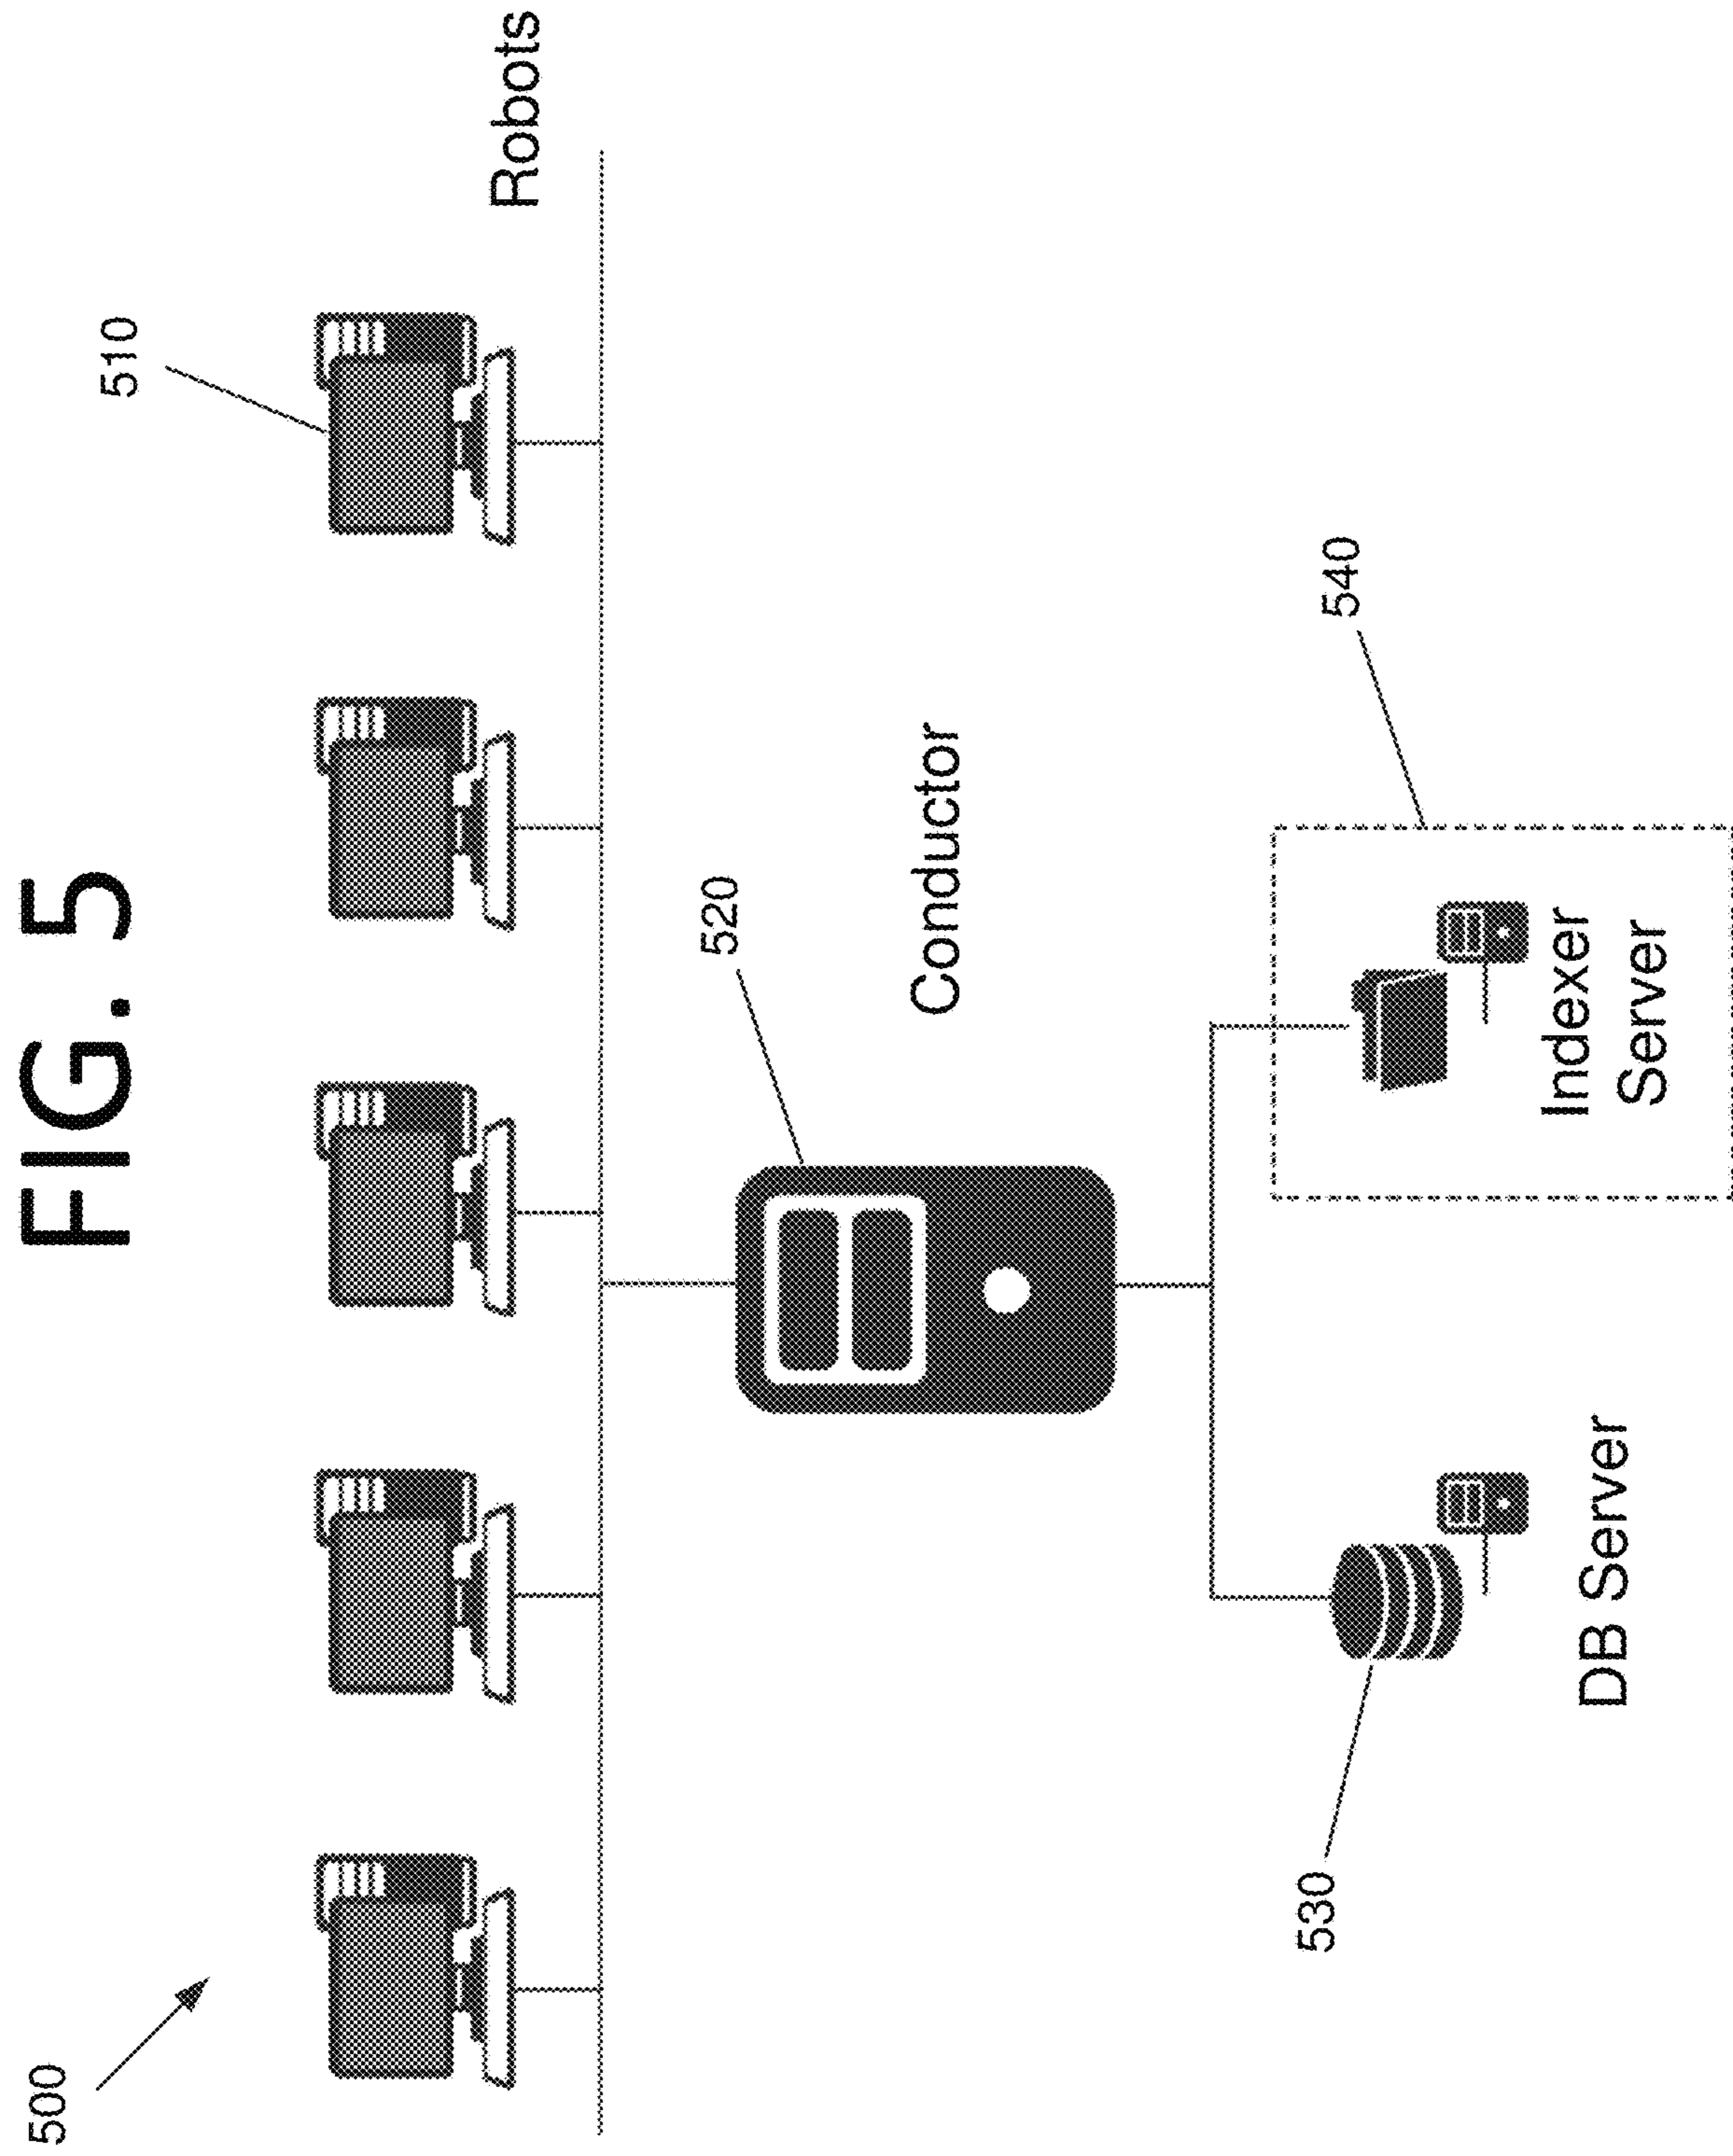 FIG. 5
500
510
Robots
520
Conductor
530
540
DB Server
Indexer
Server